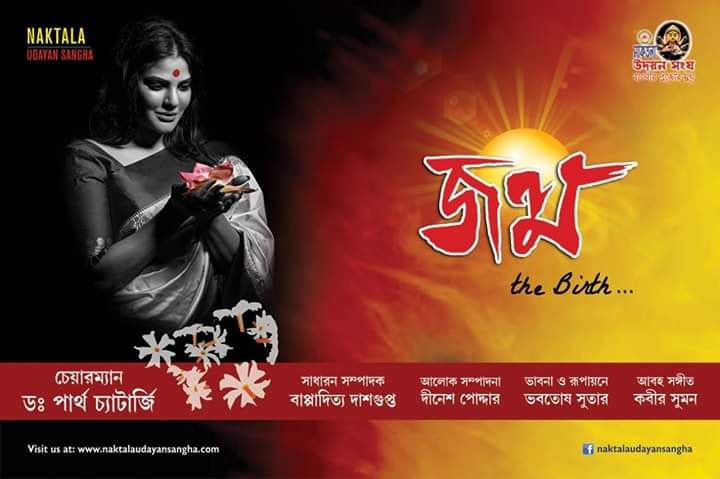 NAKTALA
UDAYAN SANGHA
নাকতলা
উদয়ন সংঘ
জন্ম
the Birth...
চেয়ারম্যান
ডঃ পার্থ চ্যাটার্জি
সাধারন সম্পাদক
বাপ্পাদিত্য দাশগুপ্ত
আলোক সম্পাদনা
দীনেশ পোদ্দার
ভাবনা ও রূপায়নে
ভবতোষ সুতার
আবহ সঙ্গীত
কবীর সুমন
Visit us at: www.naktalaudayansangha.com
f naktalaudayansangha